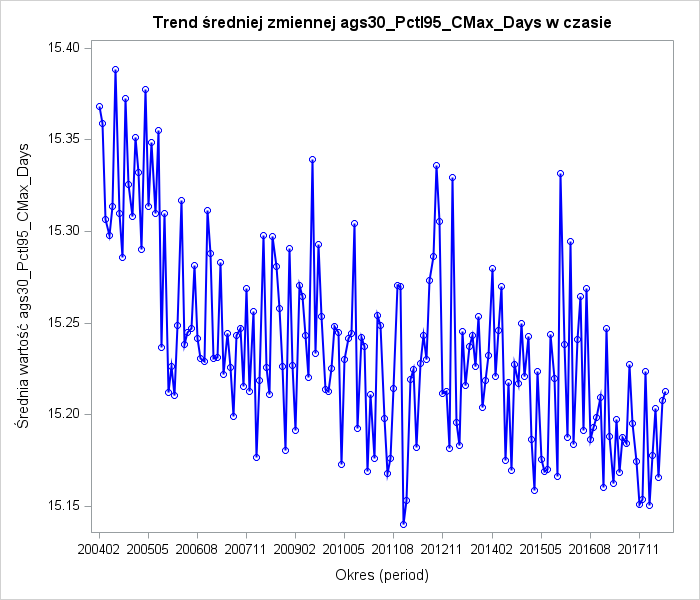 Trend średniej zmiennej ags30_Pctl95_CMax_Days w czasie
Średnia wartość ags30_Pctl95_CMax_Days
15.40
15.35
15.30
15.25
15.20
15.15
200402 200505 200608 200711 200902 201005 201108 201211 201402 201505 201608 201711
Okres (period)